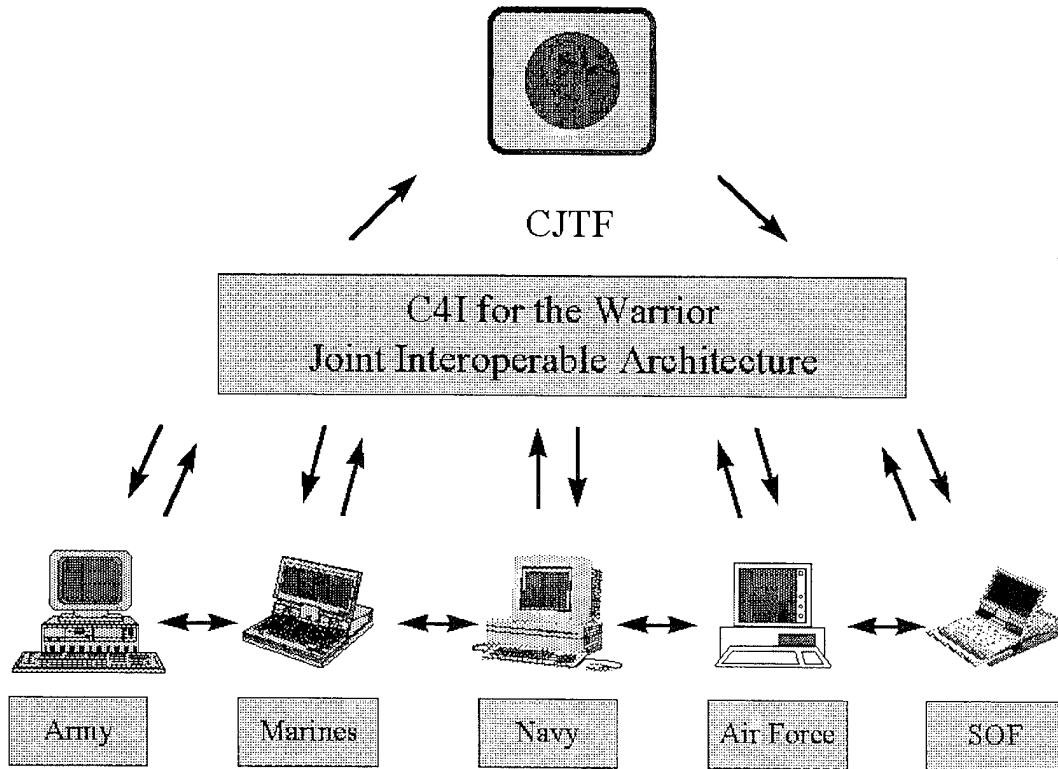 CJTF
C4I for the Warrior
Joint Interoperable Architecture
Army
Marines
Navy
Air Force
SOF